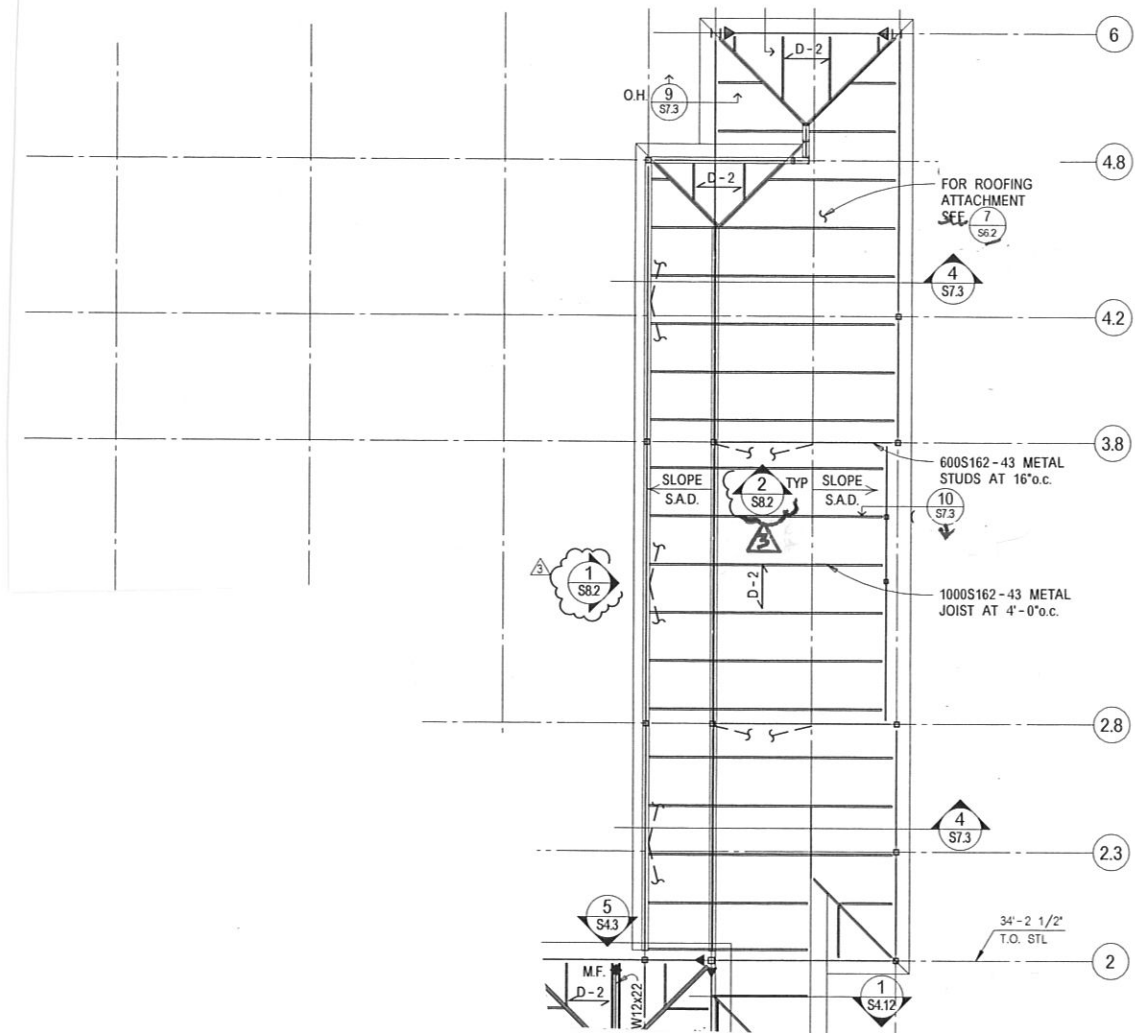 6
D-2
O.H.
9
S7.3
4.8
D-2
FOR ROOFING
ATTACHMENT
SEE
7
S6.2
4
S7.3
4.2
3.8
600S162-43 METAL
STUDS AT 16"o.c.
SLOPE
S.A.D.
2
S8.2
TYP
SLOPE
S.A.D.
10
S7.3
3
3
1
S8.2
D-2
1000S162-43 METAL
JOIST AT 4'-0"o.c.
2.8
4
S7.3
2.3
5
S4.3
34'-2 1/2"
T.O. STL
2
M.F.
D-2
W12x22
1
S4.12